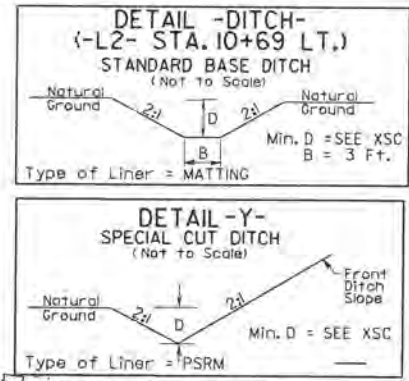 DETAIL -DITCH-
(-L2- STA.10+69 LT.)
STANDARD BASE DITCH
(Not to Scale)
Natural Ground
2:1
D
2:1
Natural Ground
B
Min. D =SEE XSC
B = 3 Ft.
Type of Liner = MATTING
DETAIL -Y-
SPECIAL CUT DITCH
(Not to Scale)
Natural Ground
2:1
D
2:1
Front Ditch Slope
Min. D = SEE XSC
Type of Liner = PSRM